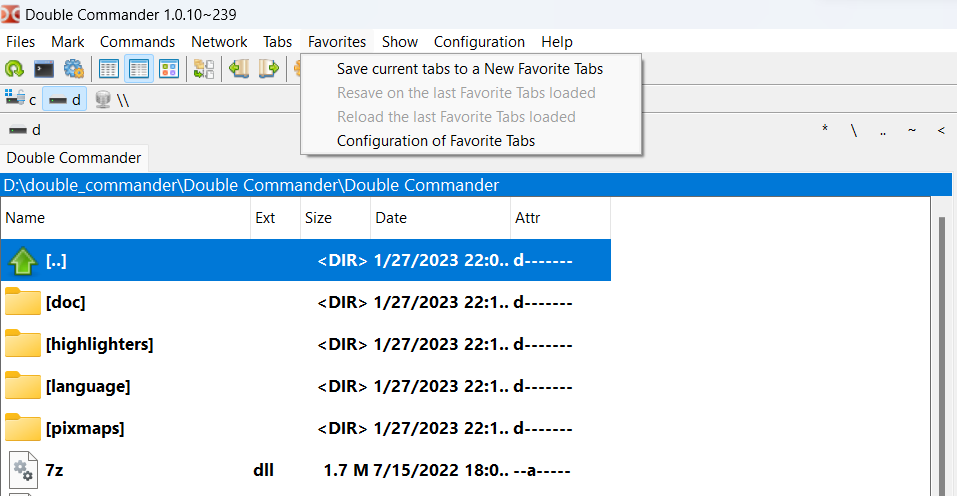 Double Commander 1.0.10~239
Files Mark Commands Network Tabs Favorites Show Configuration Help
Save current tabs to a New Favorite Tabs
Resave on the last Favorite Tabs loaded
Reload the last Favorite Tabs loaded
Configuration of Favorite Tabs
c d \\
d * \ .. ~ <
Double Commander
D:\double_commander\Double Commander\Double Commander
Name Ext Size Date Attr
[..] <DIR> 1/27/2023 22:0.. d-------
[doc] <DIR> 1/27/2023 22:1.. d-------
[highlighters] <DIR> 1/27/2023 22:1.. d-------
[language] <DIR> 1/27/2023 22:1.. d-------
[pixmaps] <DIR> 1/27/2023 22:1.. d-------
7z dll 1.7 M 7/15/2022 18:0.. --a-----